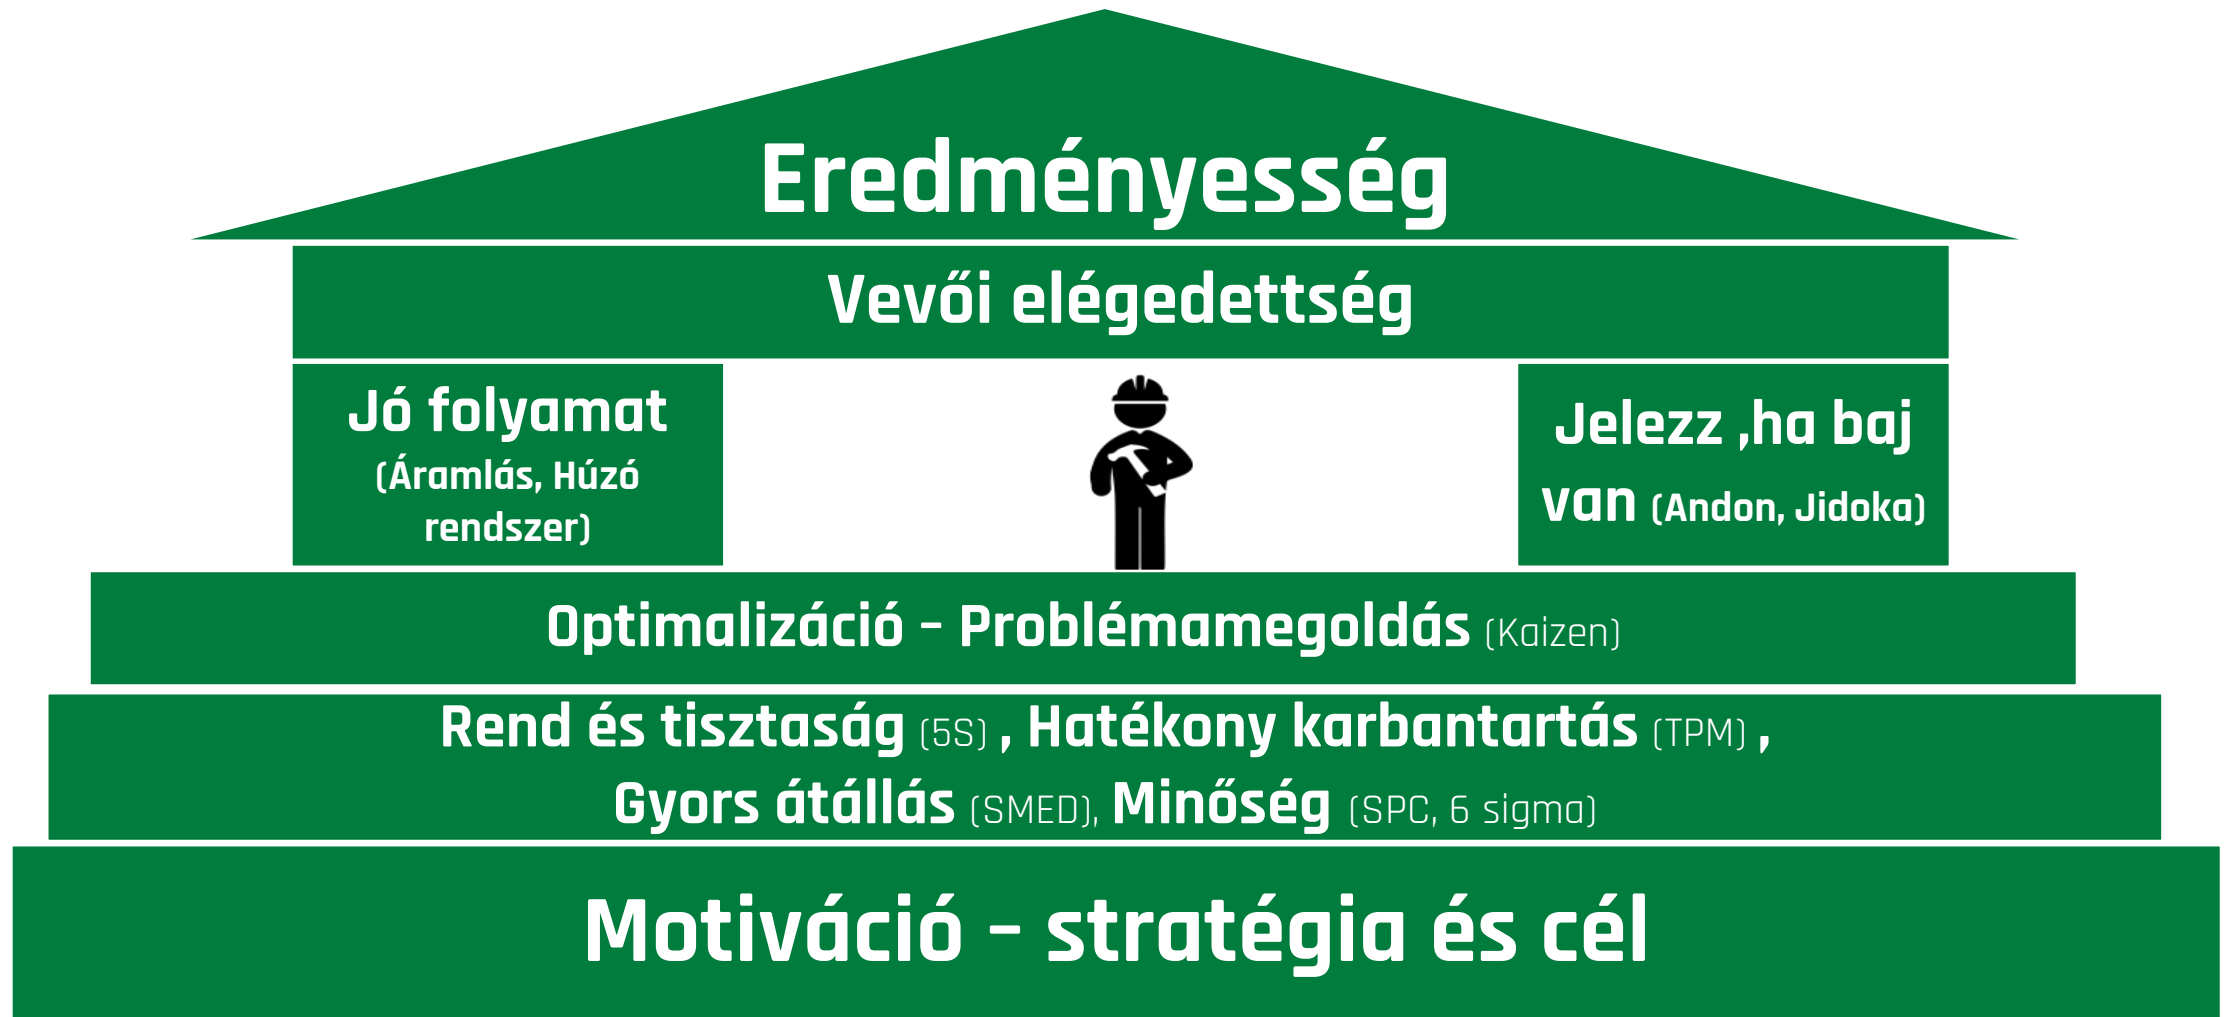 Eredményesség
Vevői elégedettség
Jó folyamat
(Áramlás, Húzó
rendszer)
Jelezz ,ha baj
van (Andon, Jidoka)
Optimalizáció – Problémamegoldás (Kaizen)
Rend és tisztaság (5S) , Hatékony karbantartás (TPM) ,
Gyors átállás (SMED), Minőség (SPC, 6 sigma)
Motiváció – stratégia és cél